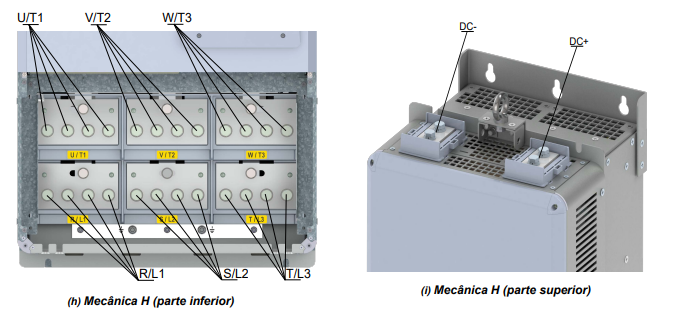 U/T1 V/T2 W/T3
U / T1 V / T2 W / T3
R / L1 S / L2 T / L3
R/L1 S/L2 T/L3
(h) Mecânica H (parte inferior)
DC-
DC+
(i) Mecânica H (parte superior)